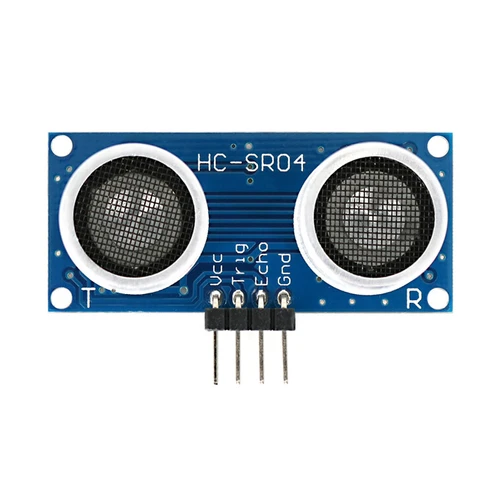 HC-SR04
Vcc
Trig
Echo
Gnd
T
R